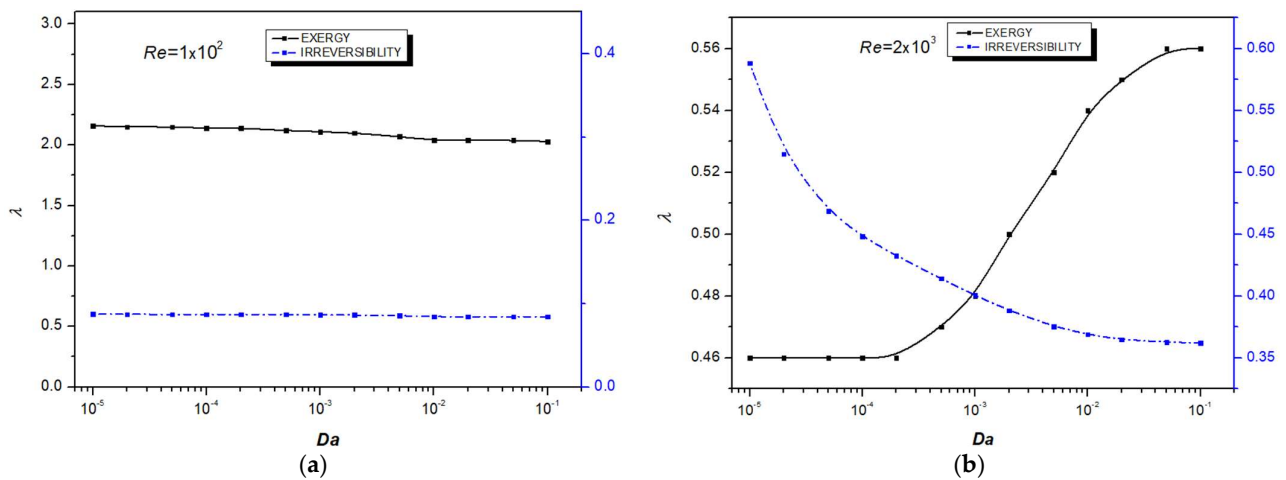 Re=1x10²
EXERGY
IRREVERSIBILITY
3.0
2.5
2.0
1.5
1.0
0.5
0.0
λ
0.4
0.2
0.0
10⁻⁵
10⁻⁴
10⁻³
10⁻²
10⁻¹
Da
(a)
Re=2x10³
EXERGY
IRREVERSIBILITY
0.56
0.54
0.52
0.50
0.48
0.46
λ
0.60
0.55
0.50
0.45
0.40
0.35
10⁻⁵
10⁻⁴
10⁻³
10⁻²
10⁻¹
Da
(b)